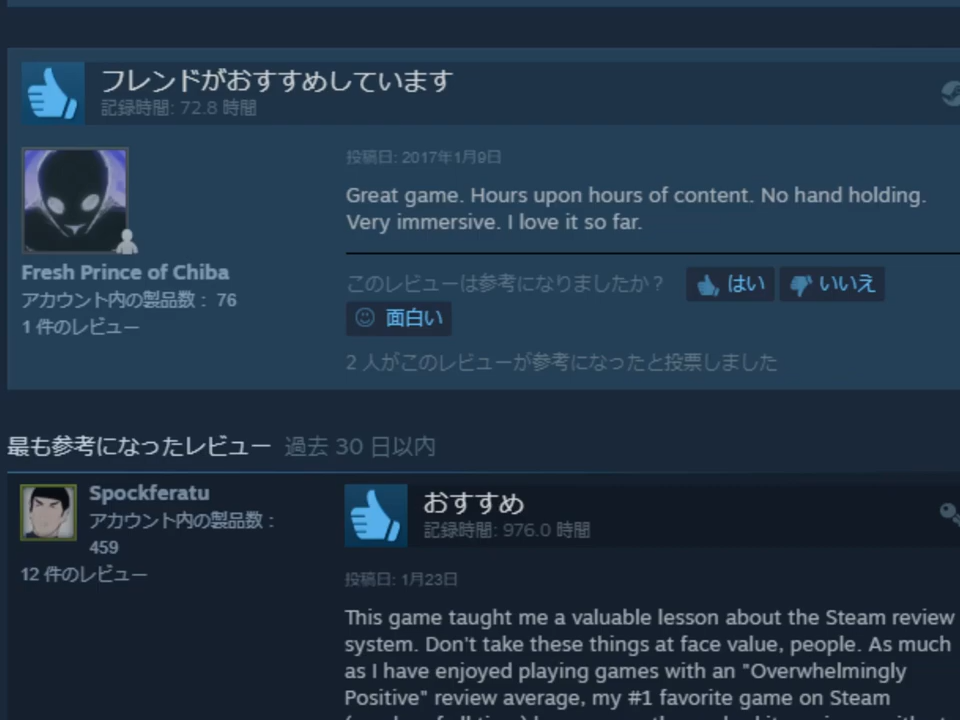 フレンドがおすすめしています
記録時間: 72.8 時間
投稿日: 2017年1月9日
Great game. Hours upon hours of content. No hand holding.
Very immersive. I love it so far.
Fresh Prince of Chiba
アカウント内の製品数： 76
1 件のレビュー
このレビューは参考になりましたか？ はい いいえ
面白い
2 人がこのレビューが参考になったと投票しました
最も参考になったレビュー 過去 30 日以内
Spockferatu
アカウント内の製品数：
459
12 件のレビュー
おすすめ
記録時間: 976.0 時間
投稿日: 1月23日
This game taught me a valuable lesson about the Steam review
system. Don't take these things at face value, people. As much
as I have enjoyed playing games with an "Overwhelmingly
Positive" review average, my #1 favorite game on Steam